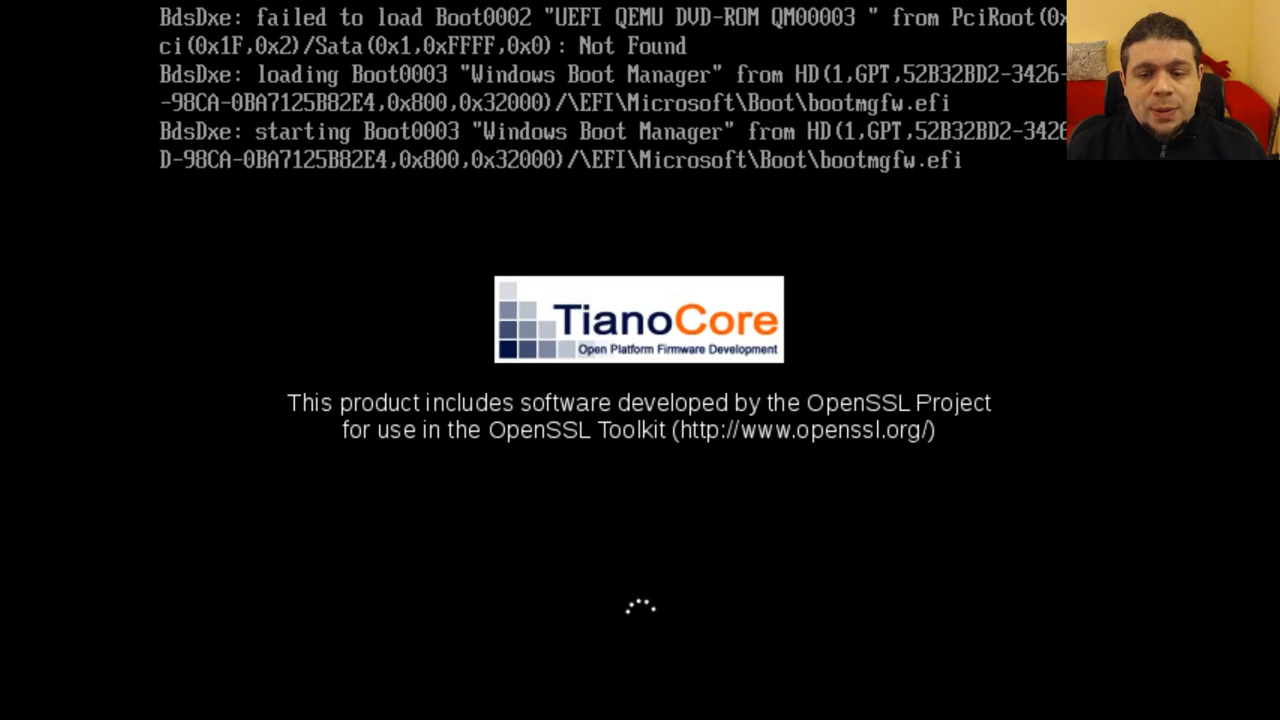 BdsDxe: failed to load Boot0002 "UEFI QEMU DVD-ROM QM00003 " from PciRoot(0x
ci(0x1F,0x2)/Sata(0x1,0xFFFF,0x0): Not Found
BdsDxe: loading Boot0003 "Windows Boot Manager" from HD(1,GPT,52B32BD2-3426-
-98CA-0BA7125B82E4,0x800,0x32000)/\EFI\Microsoft\Boot\bootmgfw.efi
BdsDxe: starting Boot0003 "Windows Boot Manager" from HD(1,GPT,52B32BD2-3426
D-98CA-0BA7125B82E4,0x800,0x32000)/\EFI\Microsoft\Boot\bootmgfw.efi
TianoCore
Open Platform Firmware Development
This product includes software developed by the OpenSSL Project
for use in the OpenSSL Toolkit (http://www.openssl.org/)